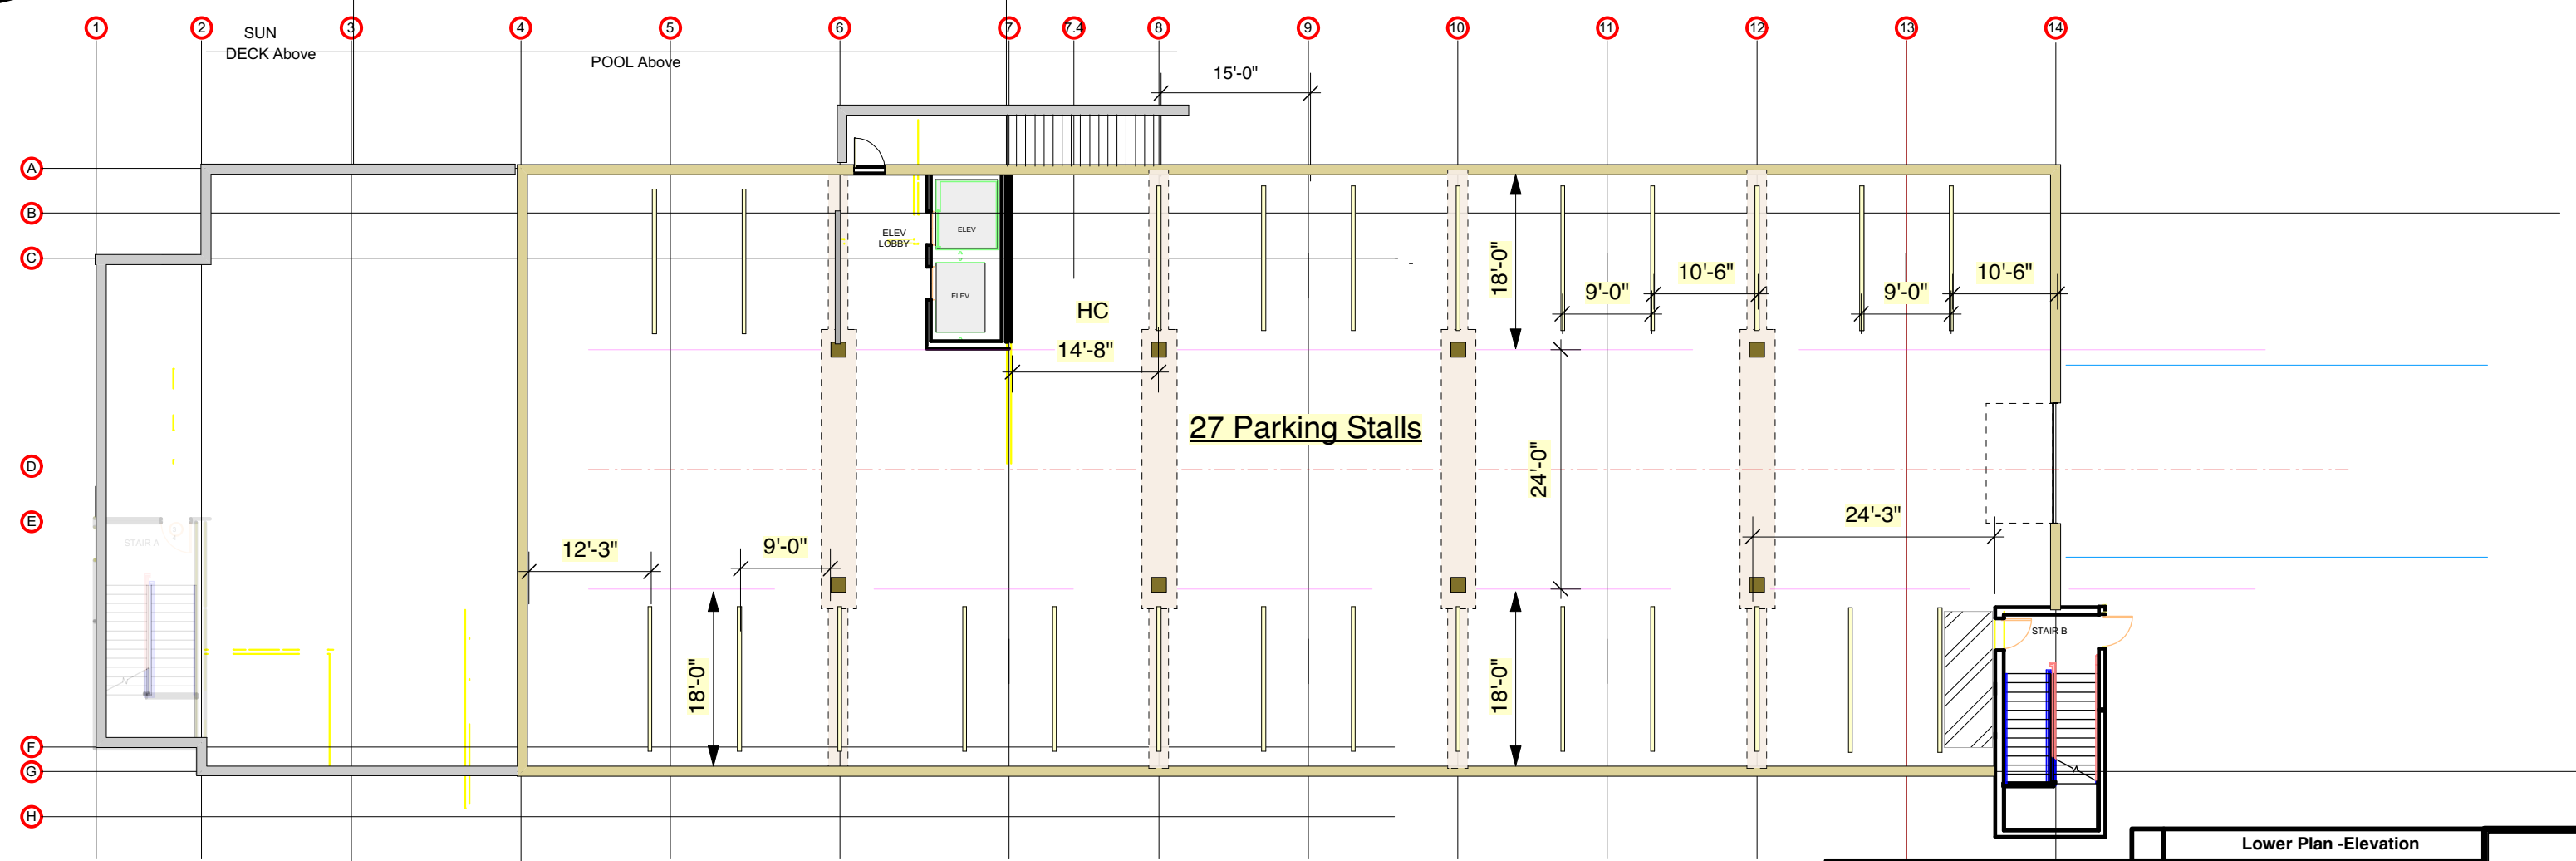 1 2 3 4 5 6 7 7.4 8 9 10 11 12 13 14
SUN
DECK Above
POOL Above
15'-0"
A
B
C
D
E
F
G
H
ELEV
LOBBY
ELEV
ELEV
HC
14'-8"
18'-0"
9'-0"
10'-6"
9'-0"
10'-6"
27 Parking Stalls
24'-0"
24'-3"
12'-3"
9'-0"
18'-0"
18'-0"
STAIR A
STAIR B
Lower Plan -Elevation